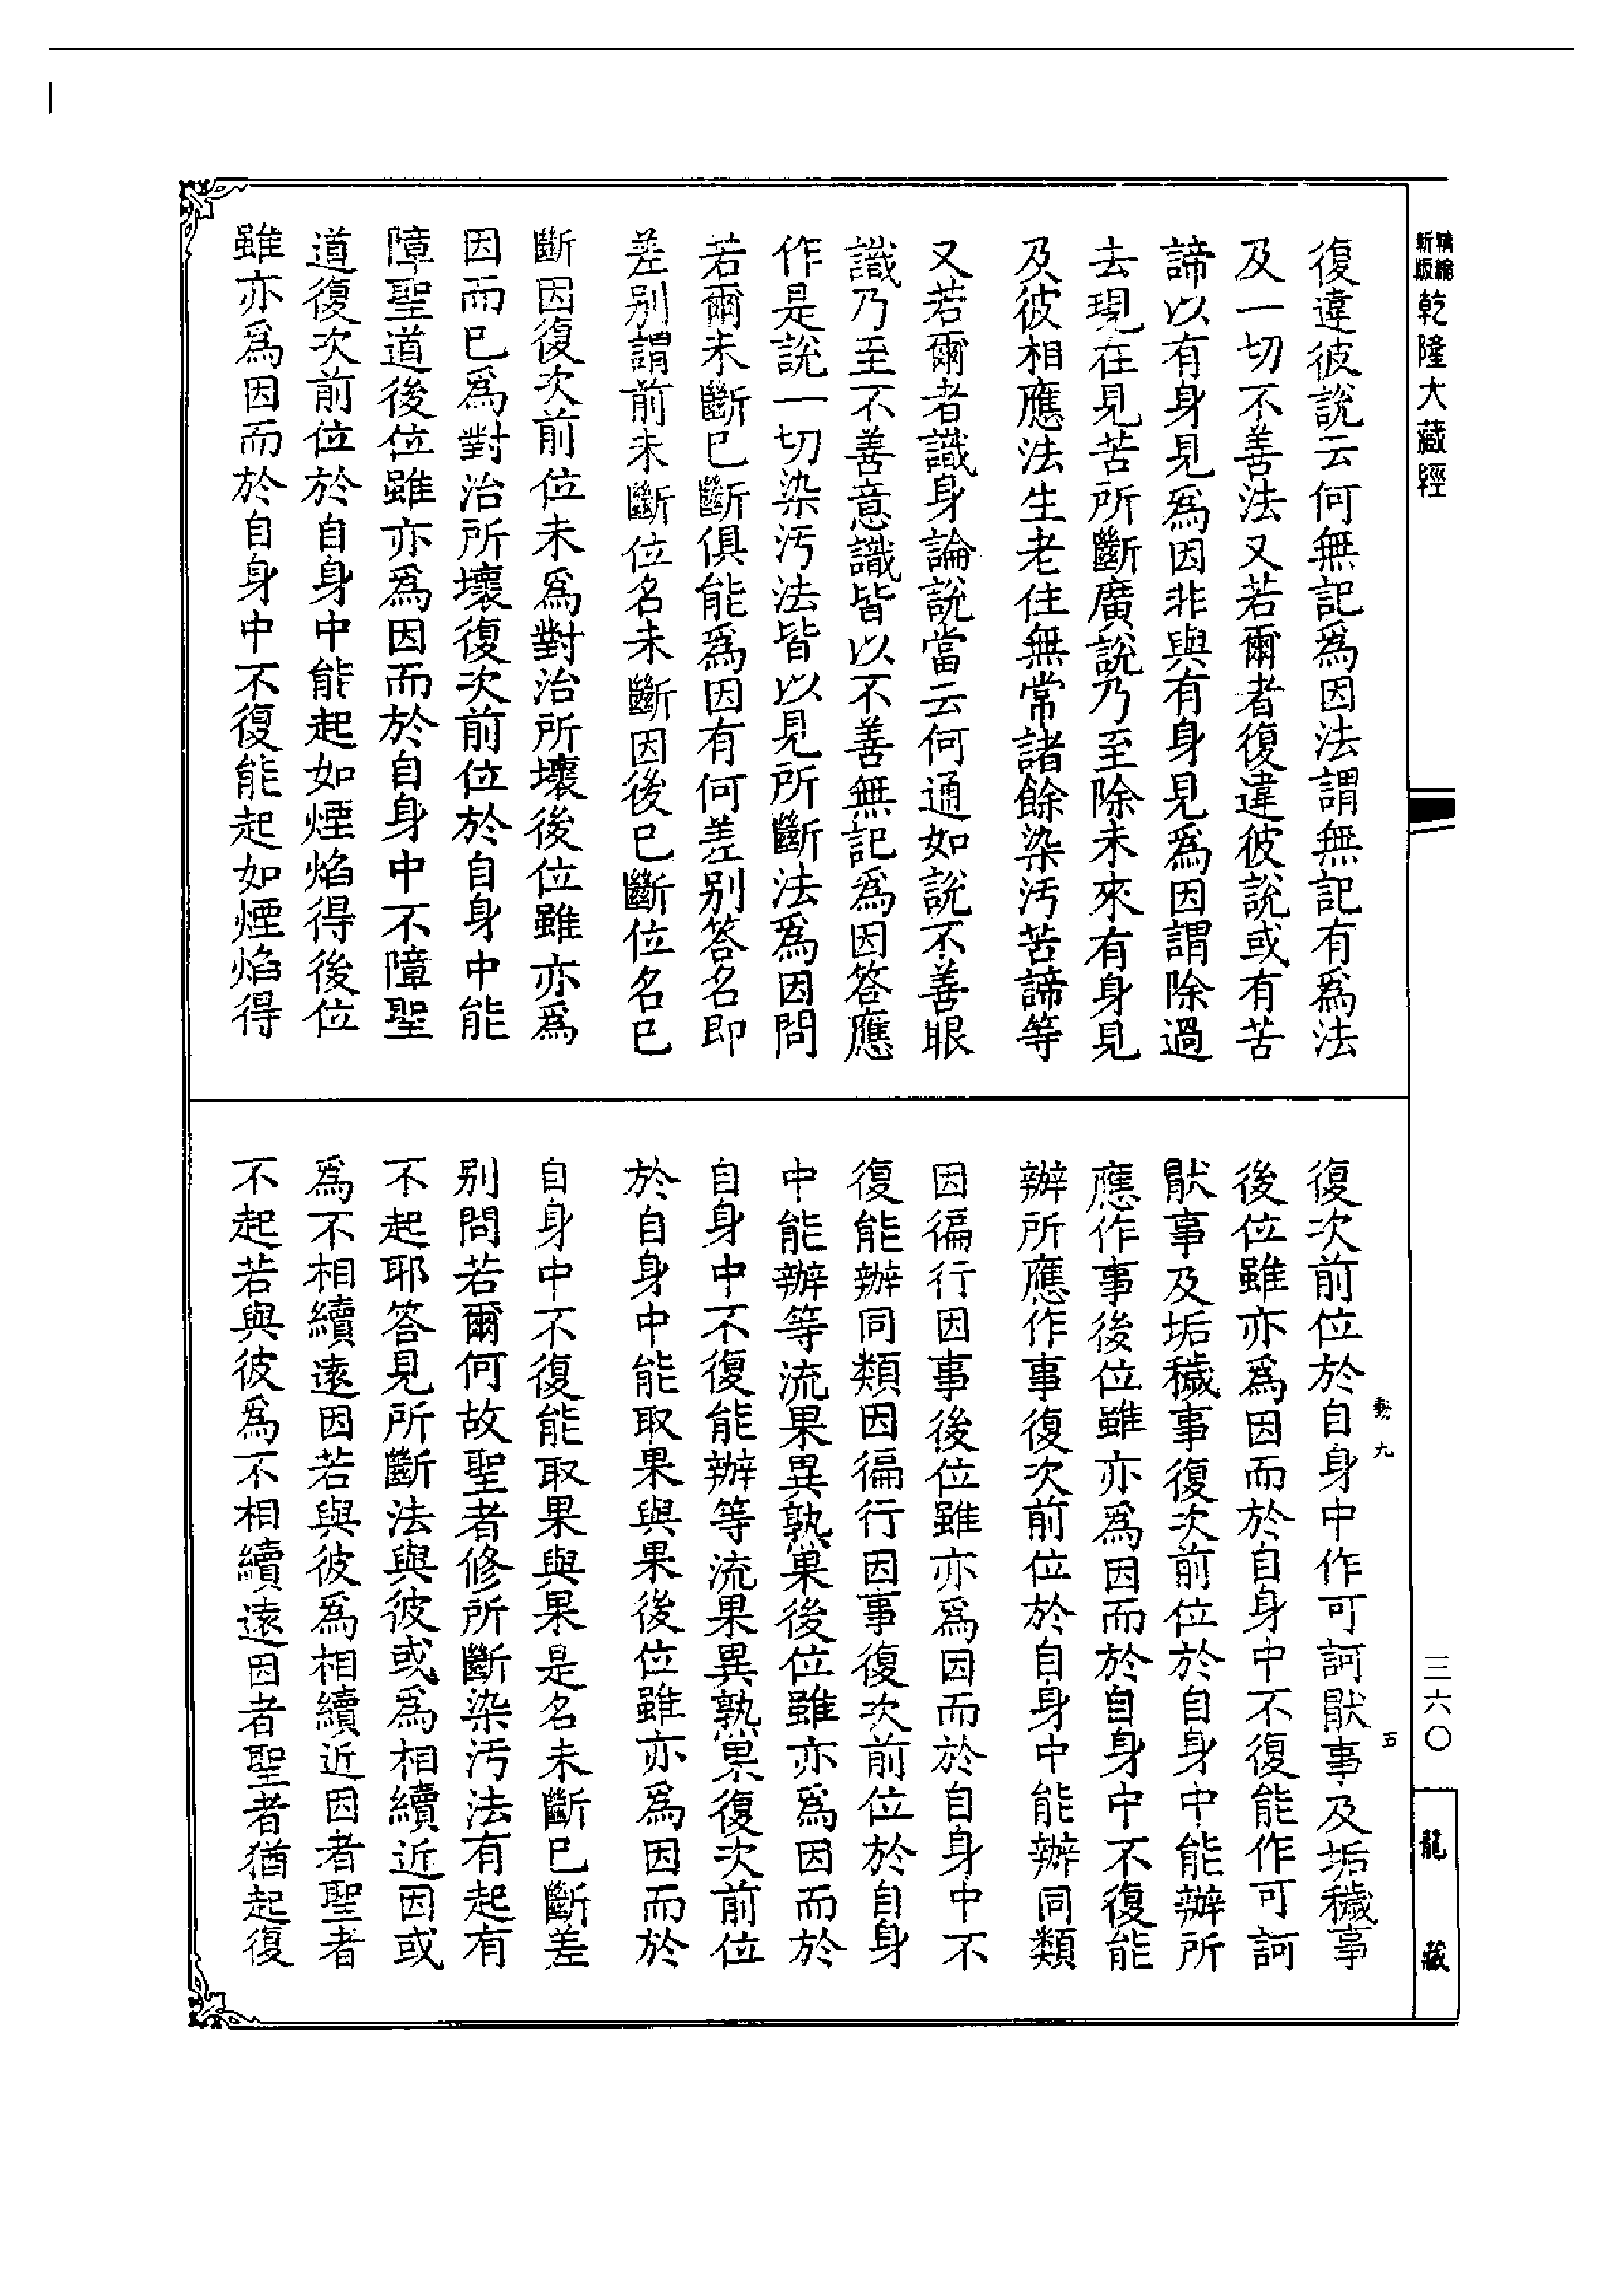 精縮新版乾隆大藏經
復違彼說云何無記爲因法謂無記有爲法
及一切不善法又若爾者復違彼說或有苦
諦以有身見爲因非與有身見爲因謂除過
去現在見苦所斷廣說乃至除未來有身見
及彼相應法生老住無常諸餘染汚苦諦等
又若爾者識身論說當云何通如說不善眼
識乃至不善意識皆以不善無記爲因答應
作是說一切染汚法皆以見所斷法爲因問
若爾未斷已斷俱能爲因有何差别答名即
差别謂前未斷位名未斷因後已斷位名已
斷因復次前位未爲對治所壞後位雖亦爲
因而已爲對治所壞復次前位於自身中能
障聖道後位雖亦爲因而於自身中不障聖
道復次前位於自身中能起如煙焰得後位
雖亦爲因而於自身中不復能起如煙焰得
復次前位於自身中作可訶猒事及垢穢事
後位雖亦爲因而於自身中不復能作可訶
猒事及垢穢事復次前位於自身中能辦所
應作事後位雖亦爲因而於自身中不復能
辦所應作事復次前位於自身中能辦同類
因徧行因事後位雖亦爲因而於自身中不
復能辦同類因徧行因事復次前位於自身
中能辦等流果異熟果後位雖亦爲因而於
自身中不復能辦等流果異熟果復次前位
於自身中能取果與果後位雖亦爲因而於
自身中不復能取果與果是名未斷已斷差
别問若爾何故聖者修所斷染汚法有起有
不起耶答見所斷法與彼或爲相續近因或
爲不相續遠因若與彼爲相續近因者聖者
不起若與彼爲不相續遠因者聖者猶起復
九
五
三六〇
龍藏